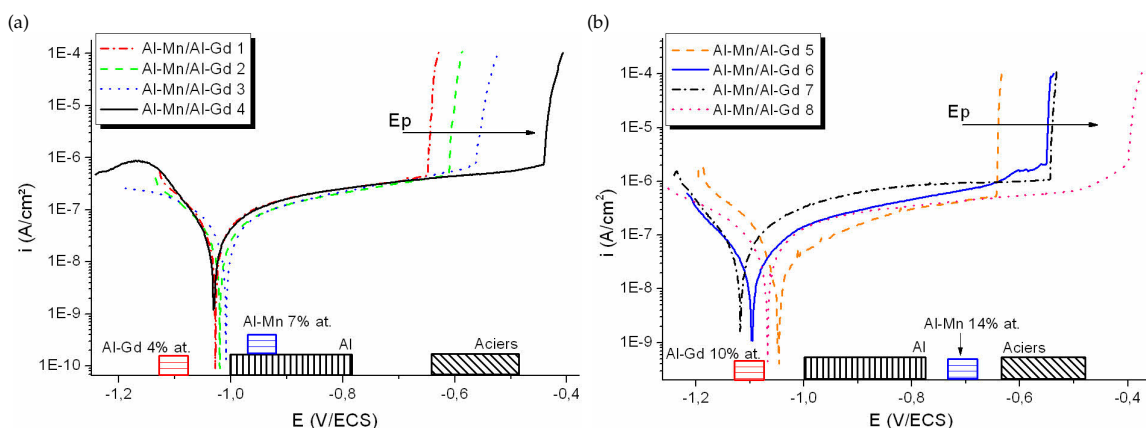 (a)
1E-4
1E-5
1E-6
1E-7
1E-8
1E-9
1E-10
i (A/cm²)
Al-Mn/Al-Gd 1
Al-Mn/Al-Gd 2
Al-Mn/Al-Gd 3
Al-Mn/Al-Gd 4
Ep
Al-Mn 7% at.
Al-Gd 4% at.
Al
Aciers
-1,2
-1,0
-0,8
-0,6
-0,4
E (V/ECS)
(b)
1E-4
1E-5
1E-6
1E-7
1E-8
1E-9
i (A/cm²)
Al-Mn/Al-Gd 5
Al-Mn/Al-Gd 6
Al-Mn/Al-Gd 7
Al-Mn/Al-Gd 8
Ep
Al-Mn 14% at.
Al-Gd 10% at.
Al
Aciers
-1,2
-1,0
-0,8
-0,6
-0,4
E (V/ECS)